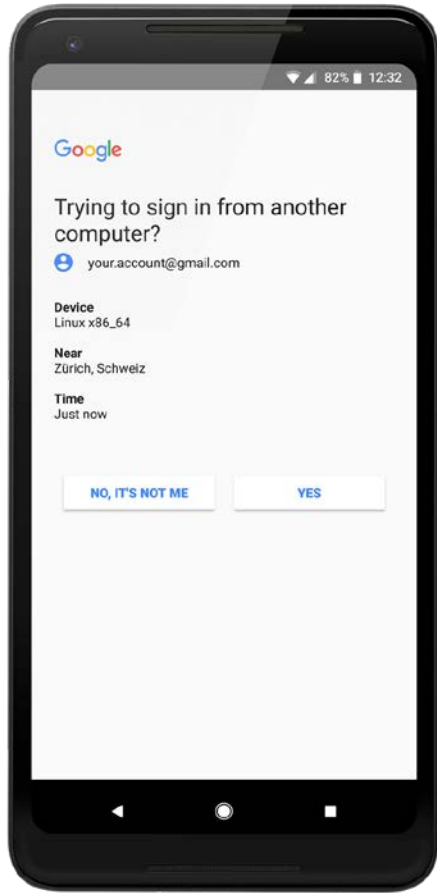 82% 12:32
Google
Trying to sign in from another
computer?
your.account@gmail.com
Device
Linux x86_64
Near
Zürich, Schweiz
Time
Just now
NO, IT'S NOT ME YES